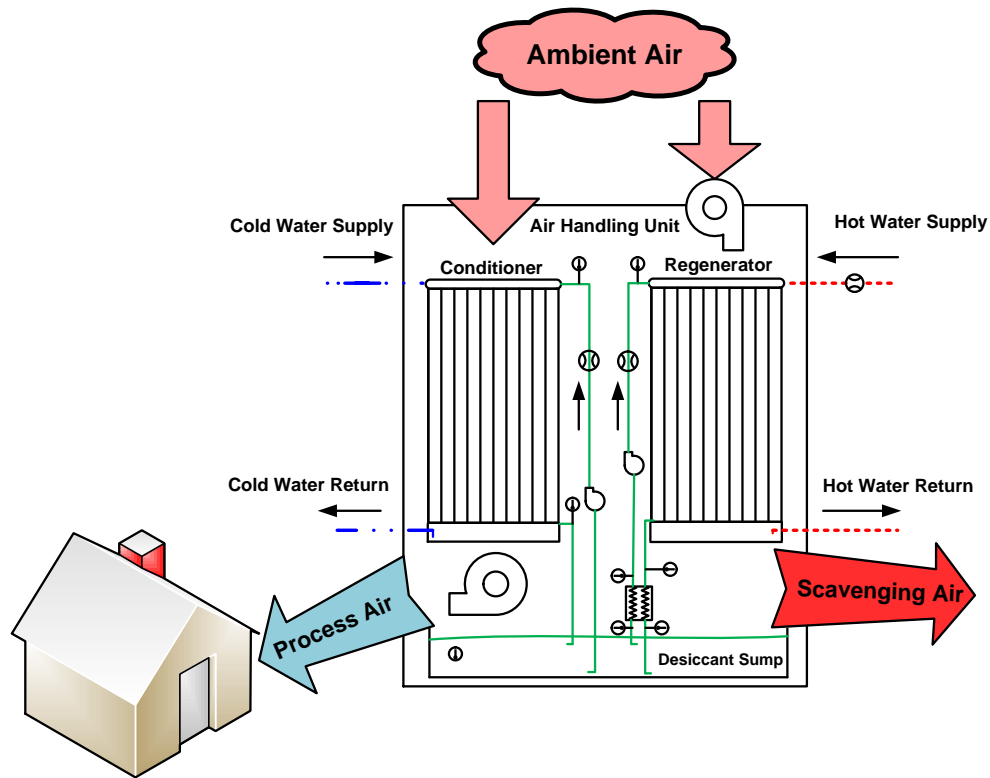 Ambient Air
Cold Water Supply
Air Handling Unit
Hot Water Supply
Conditioner
Regenerator
Cold Water Return
Hot Water Return
Process Air
Scavenging Air
Desiccant Sump